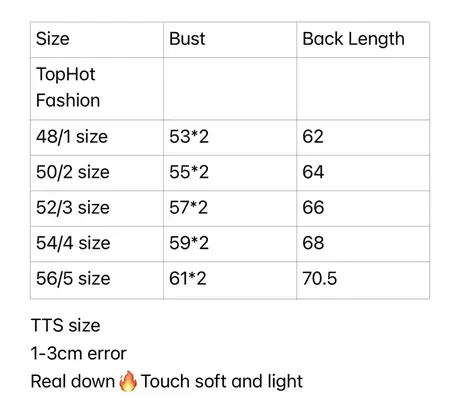 Size Bust Back Length
TopHot
Fashion
48/1 size 53*2 62
50/2 size 55*2 64
52/3 size 57*2 66
54/4 size 59*2 68
56/5 size 61*2 70.5
TTS size
1-3cm error
Real down🔥Touch soft and light